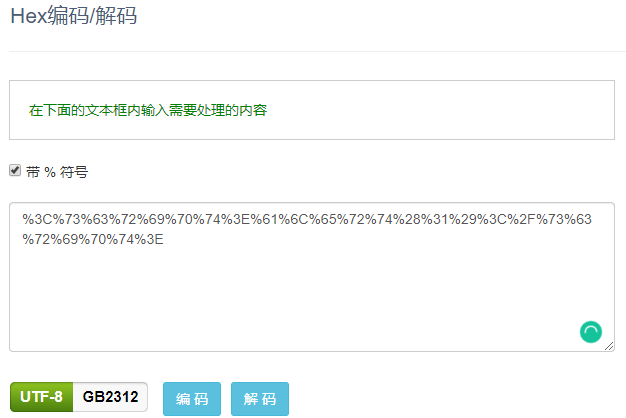 Hex编码/解码
在下面的文本框内输入需要处理的内容
带 % 符号
%3C%73%63%72%69%70%74%3E%61%6C%65%72%74%28%31%29%3C%2F%73%63
%72%69%70%74%3E
UTF-8 GB2312 编 码 解 码